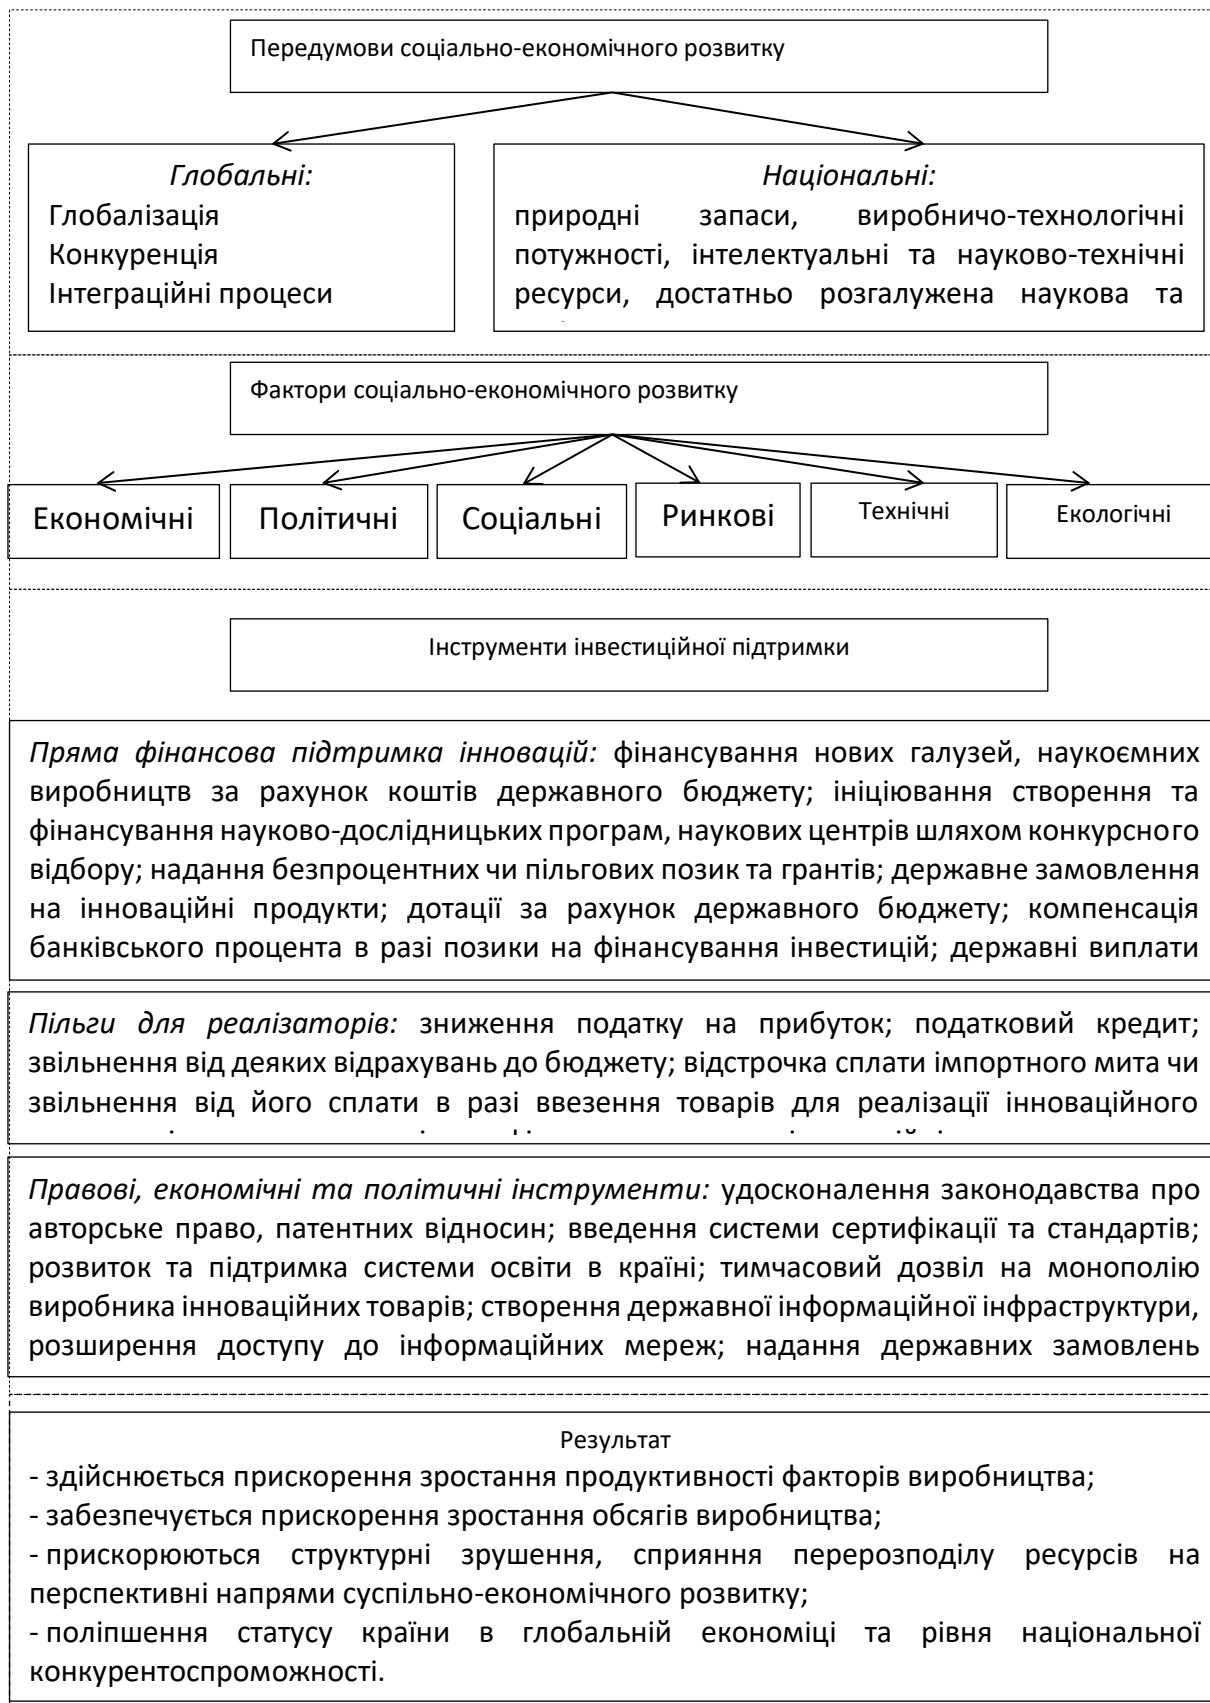 Передумови соціально-економічного розвитку
Глобальні:
Глобалізація
Конкуренція
Інтеграційні процеси
Національні:
природні запаси, виробничо-технологічні
потужності, інтелектуальні та науково-технічні
ресурси, достатньо розгалужена наукова та
Фактори соціально-економічного розвитку
Економічні
Політичні
Соціальні
Ринкові
Технічні
Екологічні
Інструменти інвестиційної підтримки
Пряма фінансова підтримка інновацій: фінансування нових галузей, наукоємних
виробництв за рахунок коштів державного бюджету; ініціювання створення та
фінансування науково-дослідницьких програм, наукових центрів шляхом конкурсного
відбору; надання безпроцентних чи пільгових позик та грантів; державне замовлення
на інноваційні продукти; дотації за рахунок державного бюджету; компенсація
банківського процента в разі позики на фінансування інвестицій; державні виплати
Пільги для реалізаторів: зниження податку на прибуток; податковий кредит;
звільнення від деяких відрахувань до бюджету; відстрочка сплати імпортного мита чи
звільнення від його сплати в разі ввезення товарів для реалізації інноваційного
Правові, економічні та політичні інструменти: удосконалення законодавства про
авторське право, патентних відносин; введення системи сертифікації та стандартів;
розвиток та підтримка системи освіти в країні; тимчасовий дозвіл на монополію
виробника інноваційних товарів; створення державної інформаційної інфраструктури,
розширення доступу до інформаційних мереж; надання державних замовлень
Результат
- здійснюється прискорення зростання продуктивності факторів виробництва;
- забезпечується прискорення зростання обсягів виробництва;
- прискорюються структурні зрушення, сприяння перерозподілу ресурсів на
перспективні напрями суспільно-економічного розвитку;
- поліпшення статусу країни в глобальній економіці та рівня національної
конкурентоспроможності.